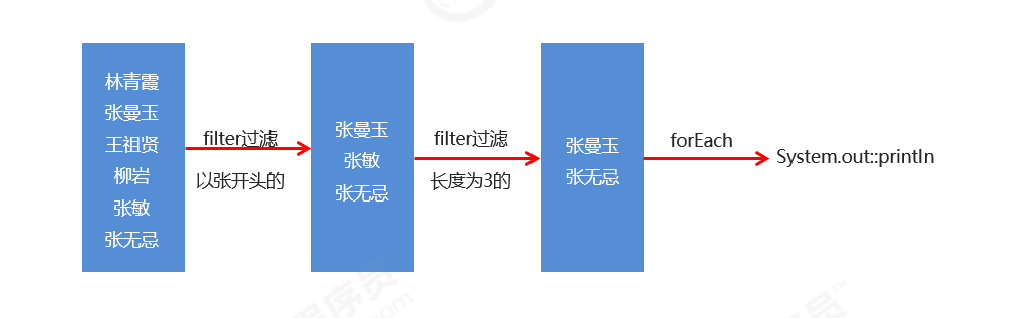 林青霞
张曼玉
王祖贤
柳岩
张敏
张无忌
filter过滤
以张开头的
张曼玉
张敏
张无忌
filter过滤
长度为3的
张曼玉
张无忌
forEach
System.out::println